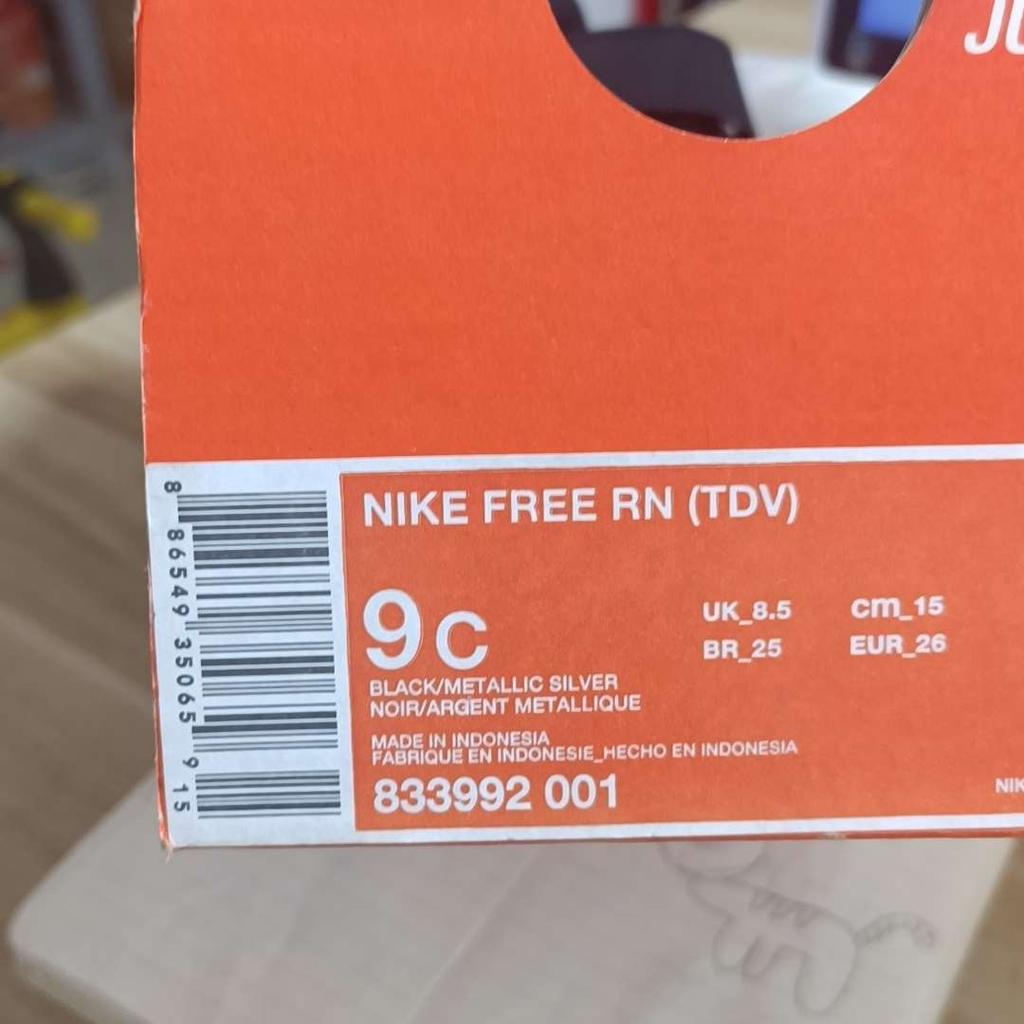 NIKE FREE RN (TDV)
9C
UK_8.5 cm_15
BR_25 EUR_26
BLACK/METALLIC SILVER
NOIR/ARGENT METALLIQUE
MADE IN INDONESIA
FABRIQUE EN INDONESIE_HECHO EN INDONESIA
833992 001
8 86549 35065 9 15